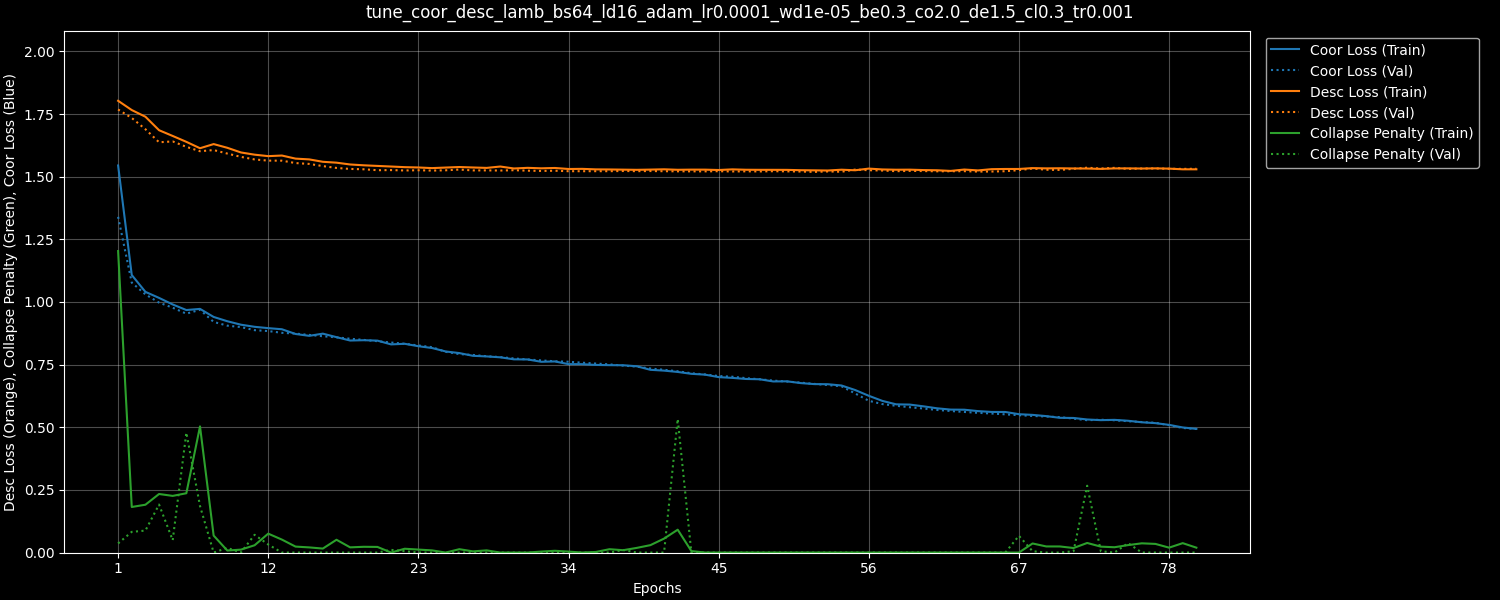 tune_coor_desc_lamb_bs64_ld16_adam_lr0.0001_wd1e-05_be0.3_co2.0_de1.5_cl0.3_tr0.001
Desc Loss (Orange), Collapse Penalty (Green), Coor Loss (Blue)
2.00
1.75
1.50
1.25
1.00
0.75
0.50
0.25
0.00
1 12 23 34 45 56 67 78
Epochs
Coor Loss (Train)
Coor Loss (Val)
Desc Loss (Train)
Desc Loss (Val)
Collapse Penalty (Train)
Collapse Penalty (Val)